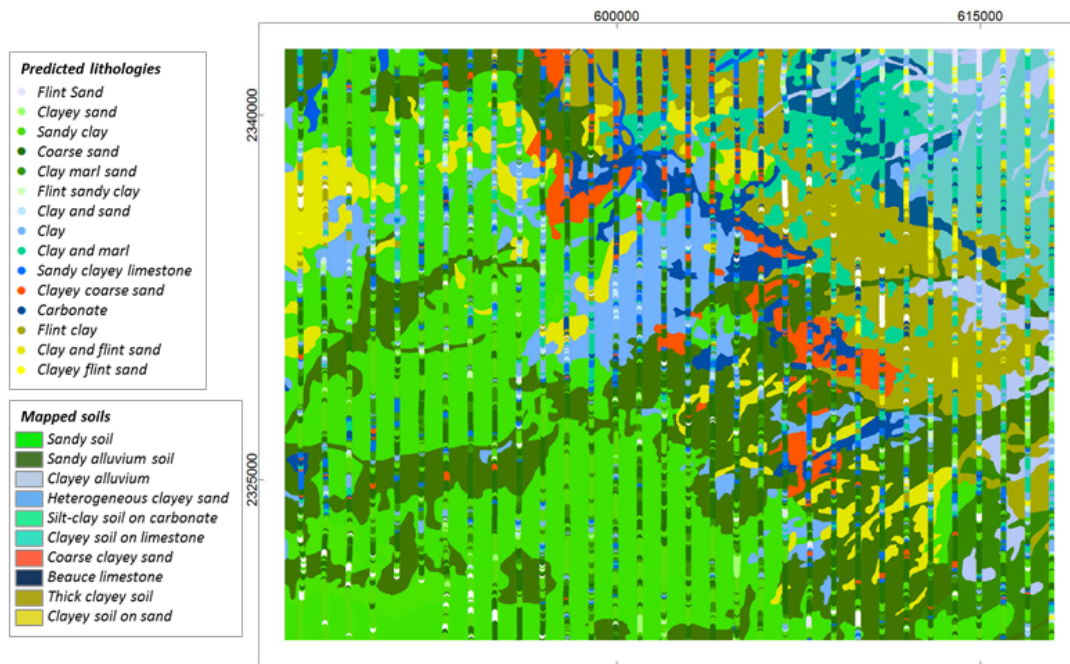 600000
615000
2340000
2325000
Predicted lithologies
Flint Sand
Clayey sand
Sandy clay
Coarse sand
Clay marl sand
Flint sandy clay
Clay and sand
Clay
Clay and marl
Sandy clayey limestone
Clayey coarse sand
Carbonate
Flint clay
Clay and flint sand
Clayey flint sand
Mapped soils
Sandy soil
Sandy alluvium soil
Clayey alluvium
Heterogeneous clayey sand
Silt-clay soil on carbonate
Clayey soil on limestone
Coarse clayey sand
Beauce limestone
Thick clayey soil
Clayey soil on sand